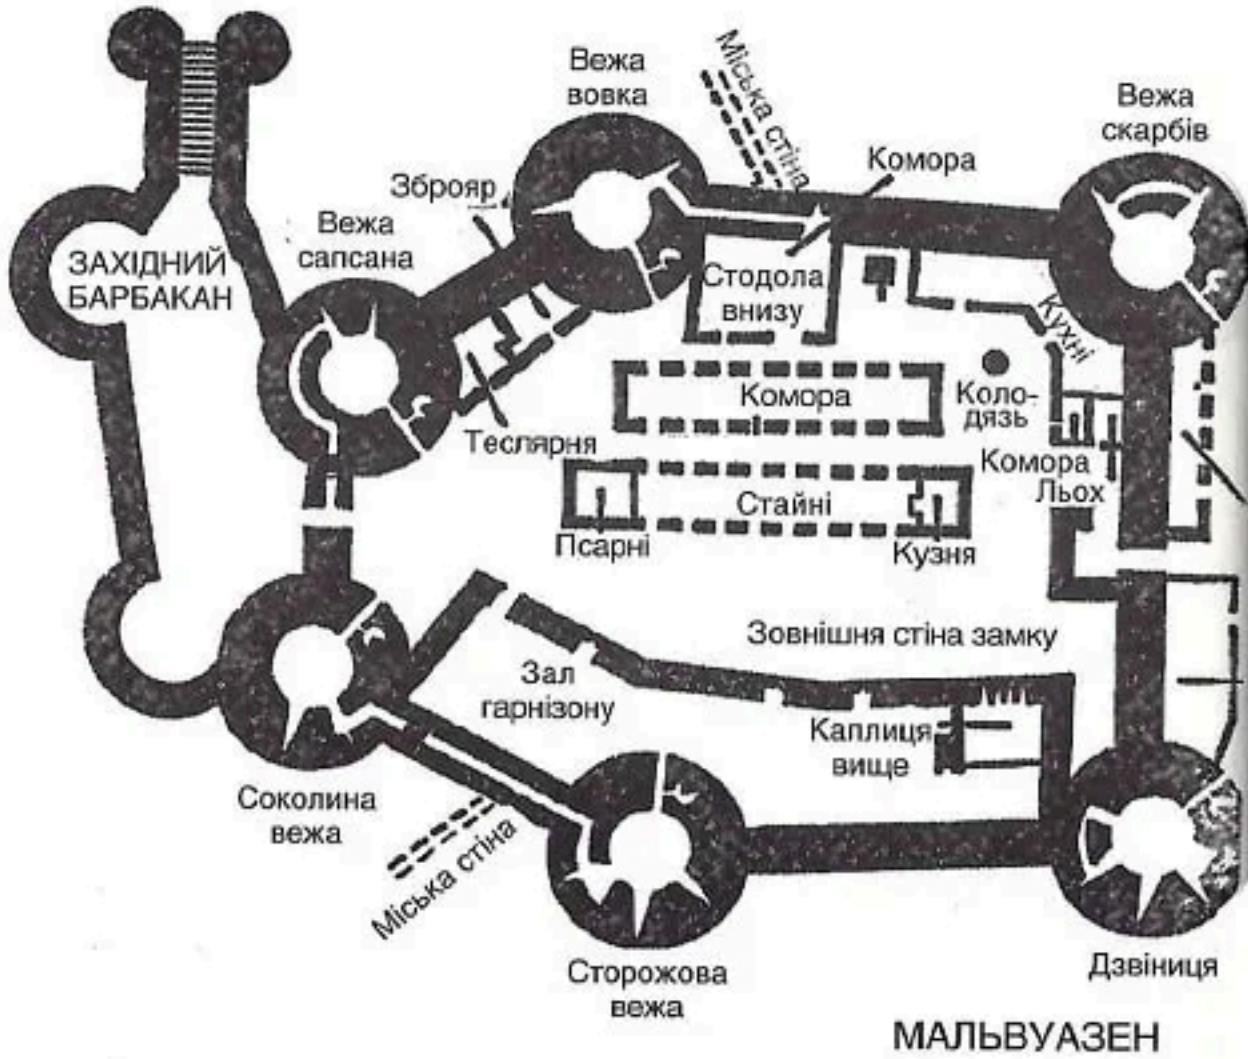 Вежа
вовка
Міська стіна
Вежа
скарбів
Комора
Зброяр
Вежа
сапсана
ЗАХІДНИЙ
БАРБАКАН
Стодола
внизу
Кухні
Комора
Коло-
дязь
Теслярня
Комора
Льох
Стайні
Псарні
Кузня
Зовнішня стіна замку
Зал
гарнізону
Каплиця
вище
Соколина
вежа
Міська стіна
Сторожова
вежа
Дзвіниця
МАЛЬВУАЗЕН